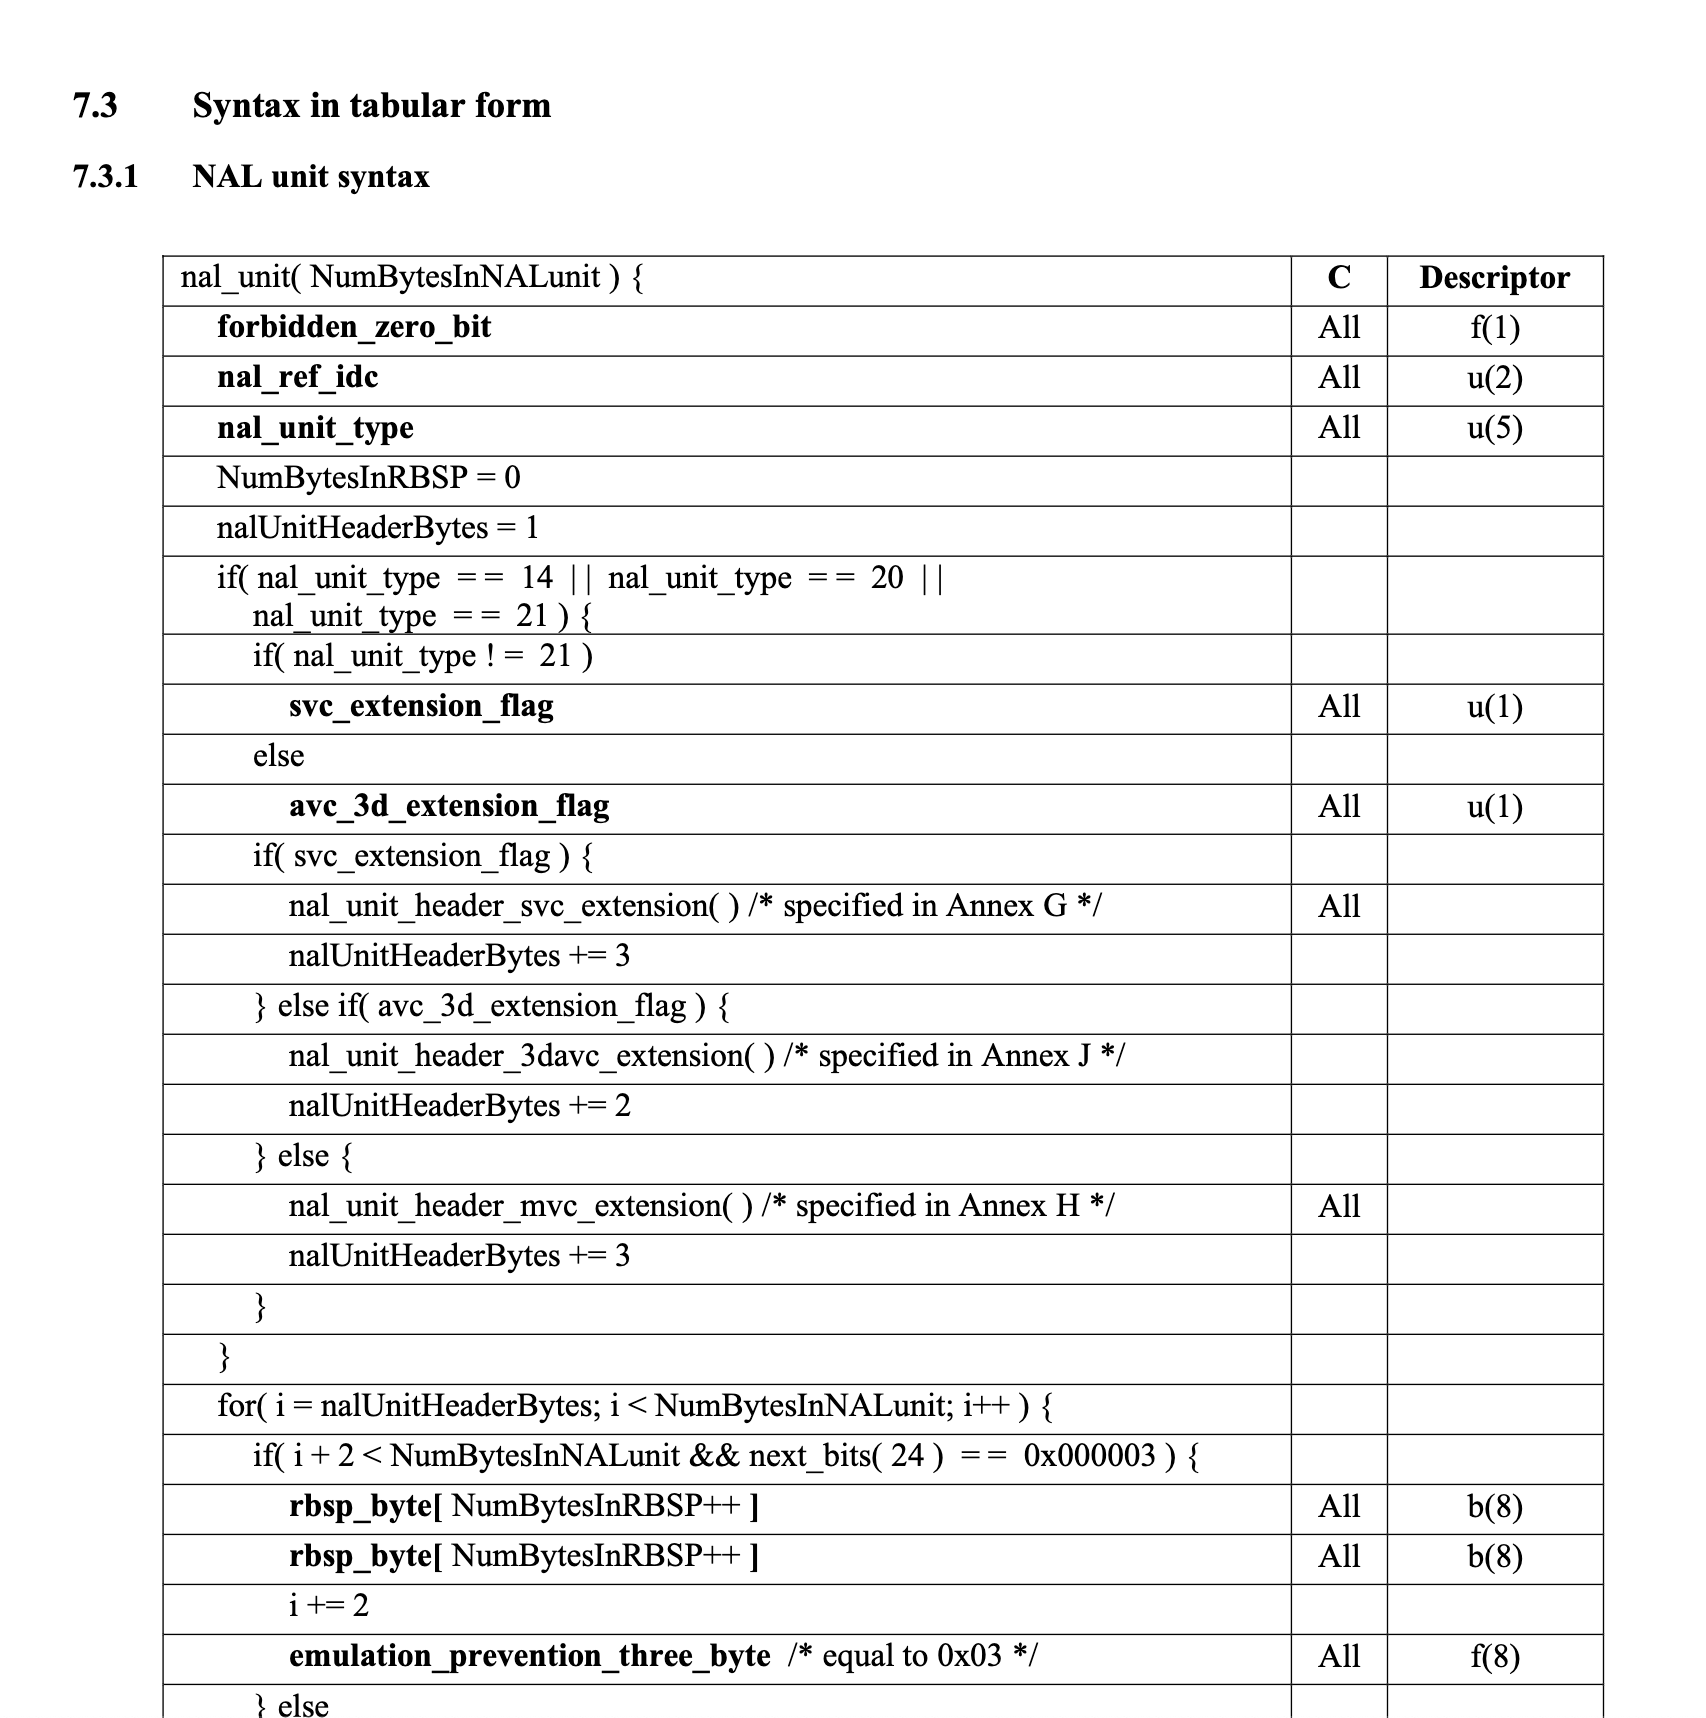 7.3 Syntax in tabular form
7.3.1 NAL unit syntax
nal_unit( NumBytesInNALunit ) { C Descriptor
forbidden_zero_bit All f(1)
nal_ref_idc All u(2)
nal_unit_type All u(5)
NumBytesInRBSP = 0
nalUnitHeaderBytes = 1
if( nal_unit_type = = 14 | | nal_unit_type = = 20 | |
nal_unit_type = = 21 ) {
if( nal_unit_type ! = 21 )
svc_extension_flag All u(1)
else
avc_3d_extension_flag All u(1)
if( svc_extension_flag ) {
nal_unit_header_svc_extension( ) /* specified in Annex G */ All
nalUnitHeaderBytes += 3
} else if( avc_3d_extension_flag ) {
nal_unit_header_3davc_extension( ) /* specified in Annex J */
nalUnitHeaderBytes += 2
} else {
nal_unit_header_mvc_extension( ) /* specified in Annex H */ All
nalUnitHeaderBytes += 3
}
}
for( i = nalUnitHeaderBytes; i < NumBytesInNALunit; i++ ) {
if( i + 2 < NumBytesInNALunit && next_bits( 24 ) = = 0x000003 ) {
rbsp_byte[ NumBytesInRBSP++ ] All b(8)
rbsp_byte[ NumBytesInRBSP++ ] All b(8)
i += 2
emulation_prevention_three_byte /* equal to 0x03 */ All f(8)
} else